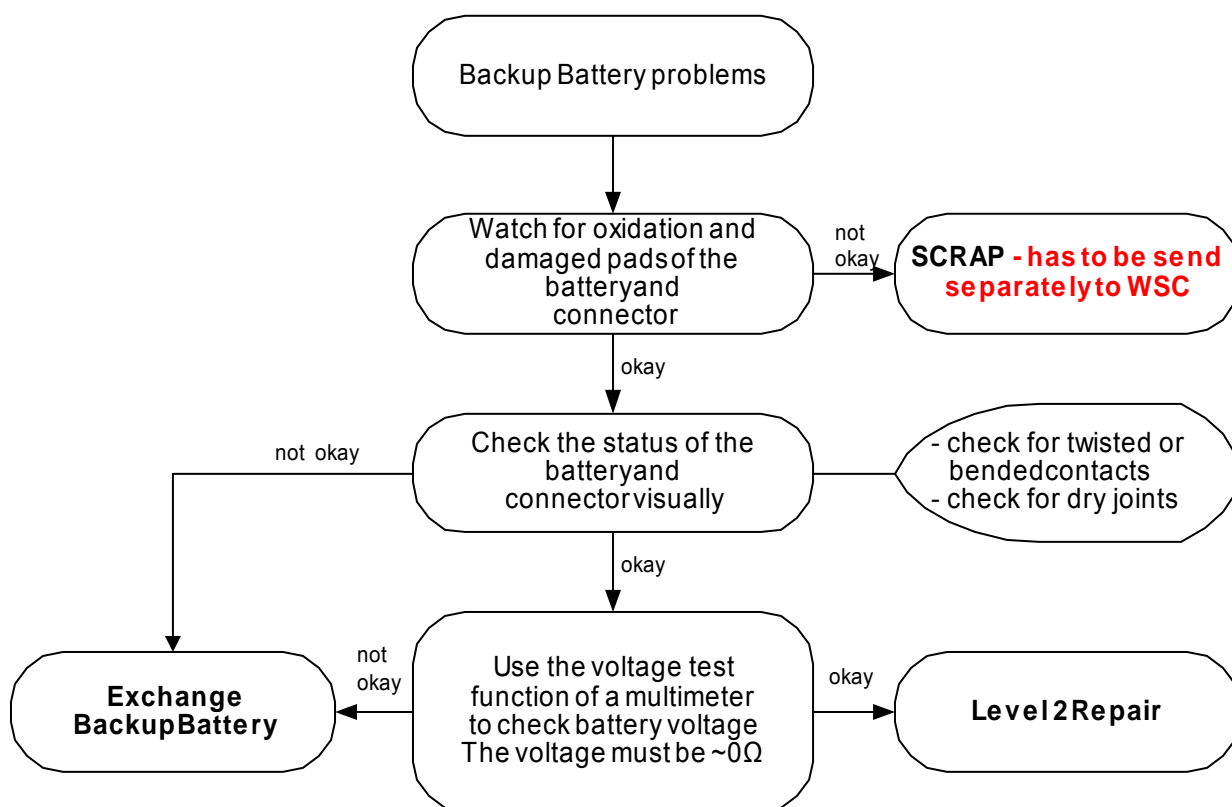 Backup Battery problems
Watch for oxidation and
damaged pads of the
battery and
connector
not
okay
SCRAP - has to be send
separately to WSC
okay
Check the status of the
battery and
connector visually
not okay
- check for twisted or
bended contacts
- check for dry joints
okay
Use the voltage test
function of a multimeter
to check battery voltage
The voltage must be ~0Ω
not
okay
Exchange
Backup Battery
okay
Level 2 Repair